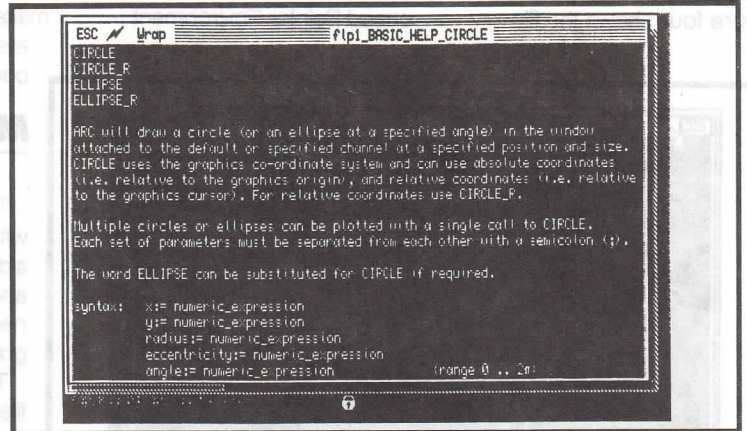 are fou
ESC Wrap flp1_BASIC_HELP_CIRCLE
CIRCLE
CIRCLE_R
ELLIPSE
ELLIPSE_R
ARC will draw a circle (or an ellipse at a specified angle) in the window
attached to the default or specified channel at a specified position and size.
CIRCLE uses the graphics co-ordinate system and can use absolute coordinates
(i.e. relative to the graphics origin), and relative coordinates (i.e. relative
to the graphics cursor). For relative coordinates use CIRCLE_R.
Multiple circles or ellipses can be plotted with a single call to CIRCLE.
Each set of parameters must be separated from each other with a semicolon (;).
The word ELLIPSE can be substituted for CIRCLE if required.
syntax: x:= numeric_expression
y:= numeric_expression
radius:= numeric_expression
eccentricity:= numeric_expression
angle:= numeric_expression (range 0 .. 2π)